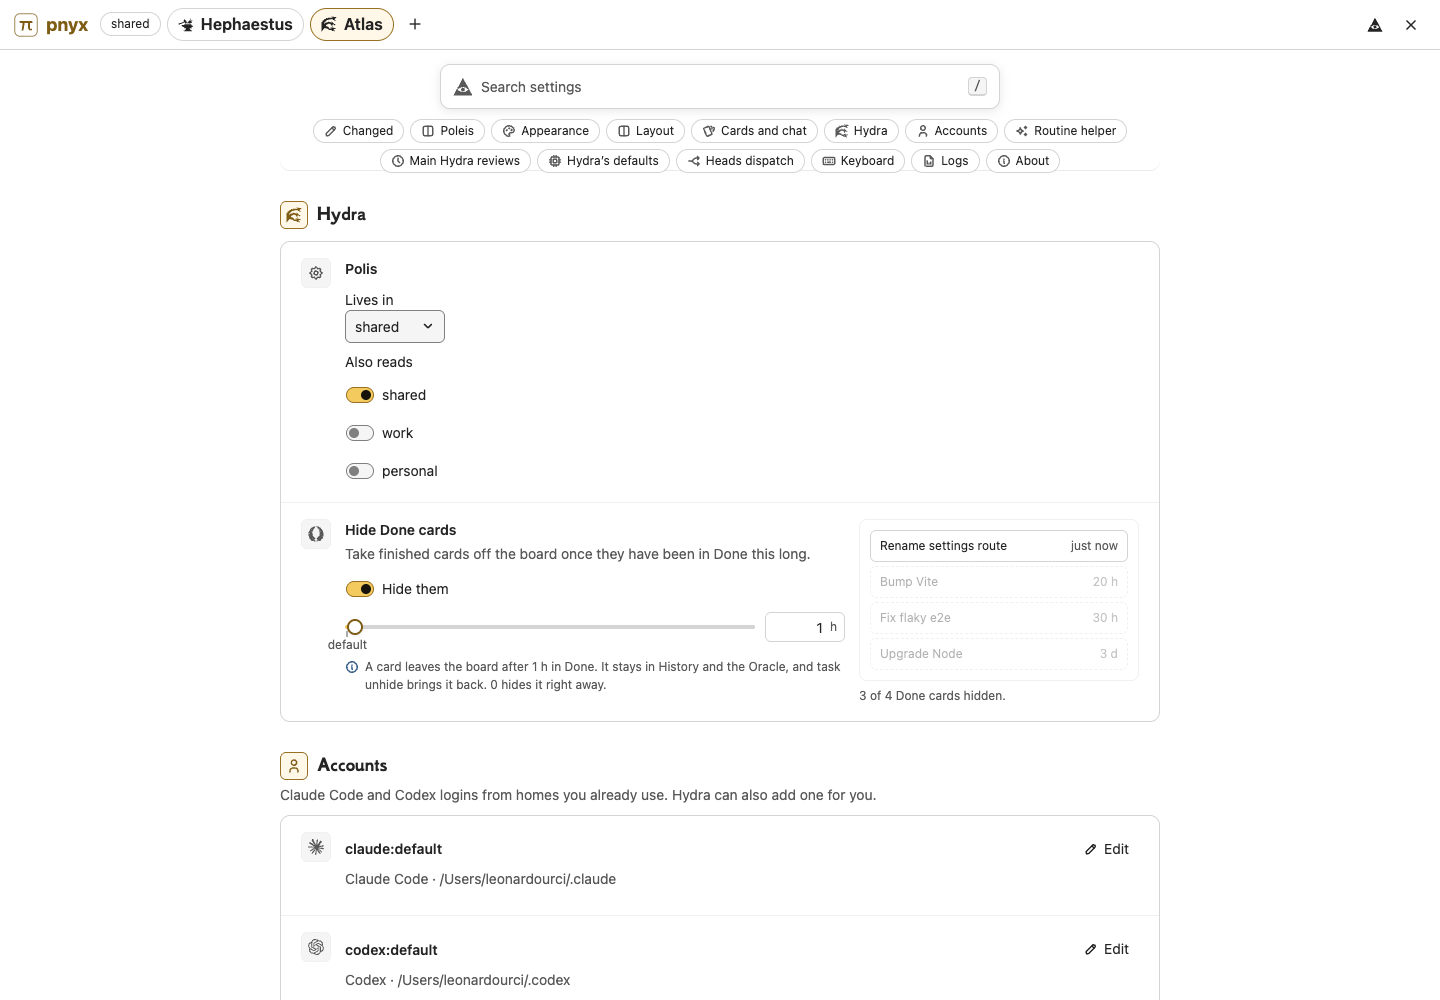 π pnyx shared Hephaestus Atlas +
Search settings /
Changed Poleis Appearance Layout Cards and chat Hydra Accounts Routine helper
Main Hydra reviews Hydra's defaults Heads dispatch Keyboard Logs About
Hydra
Polis
Lives in
shared
Also reads
shared
work
personal
Hide Done cards
Take finished cards off the board once they have been in Done this long.
Hide them
1 h
default
A card leaves the board after 1 h in Done. It stays in History and the Oracle, and task
unhide brings it back. 0 hides it right away.
Rename settings route just now
Bump Vite 20 h
Fix flaky e2e 30 h
Upgrade Node 3 d
3 of 4 Done cards hidden.
Accounts
Claude Code and Codex logins from homes you already use. Hydra can also add one for you.
claude:default Edit
Claude Code · /Users/leonardourci/.claude
codex:default Edit
Codex · /Users/leonardourci/.codex